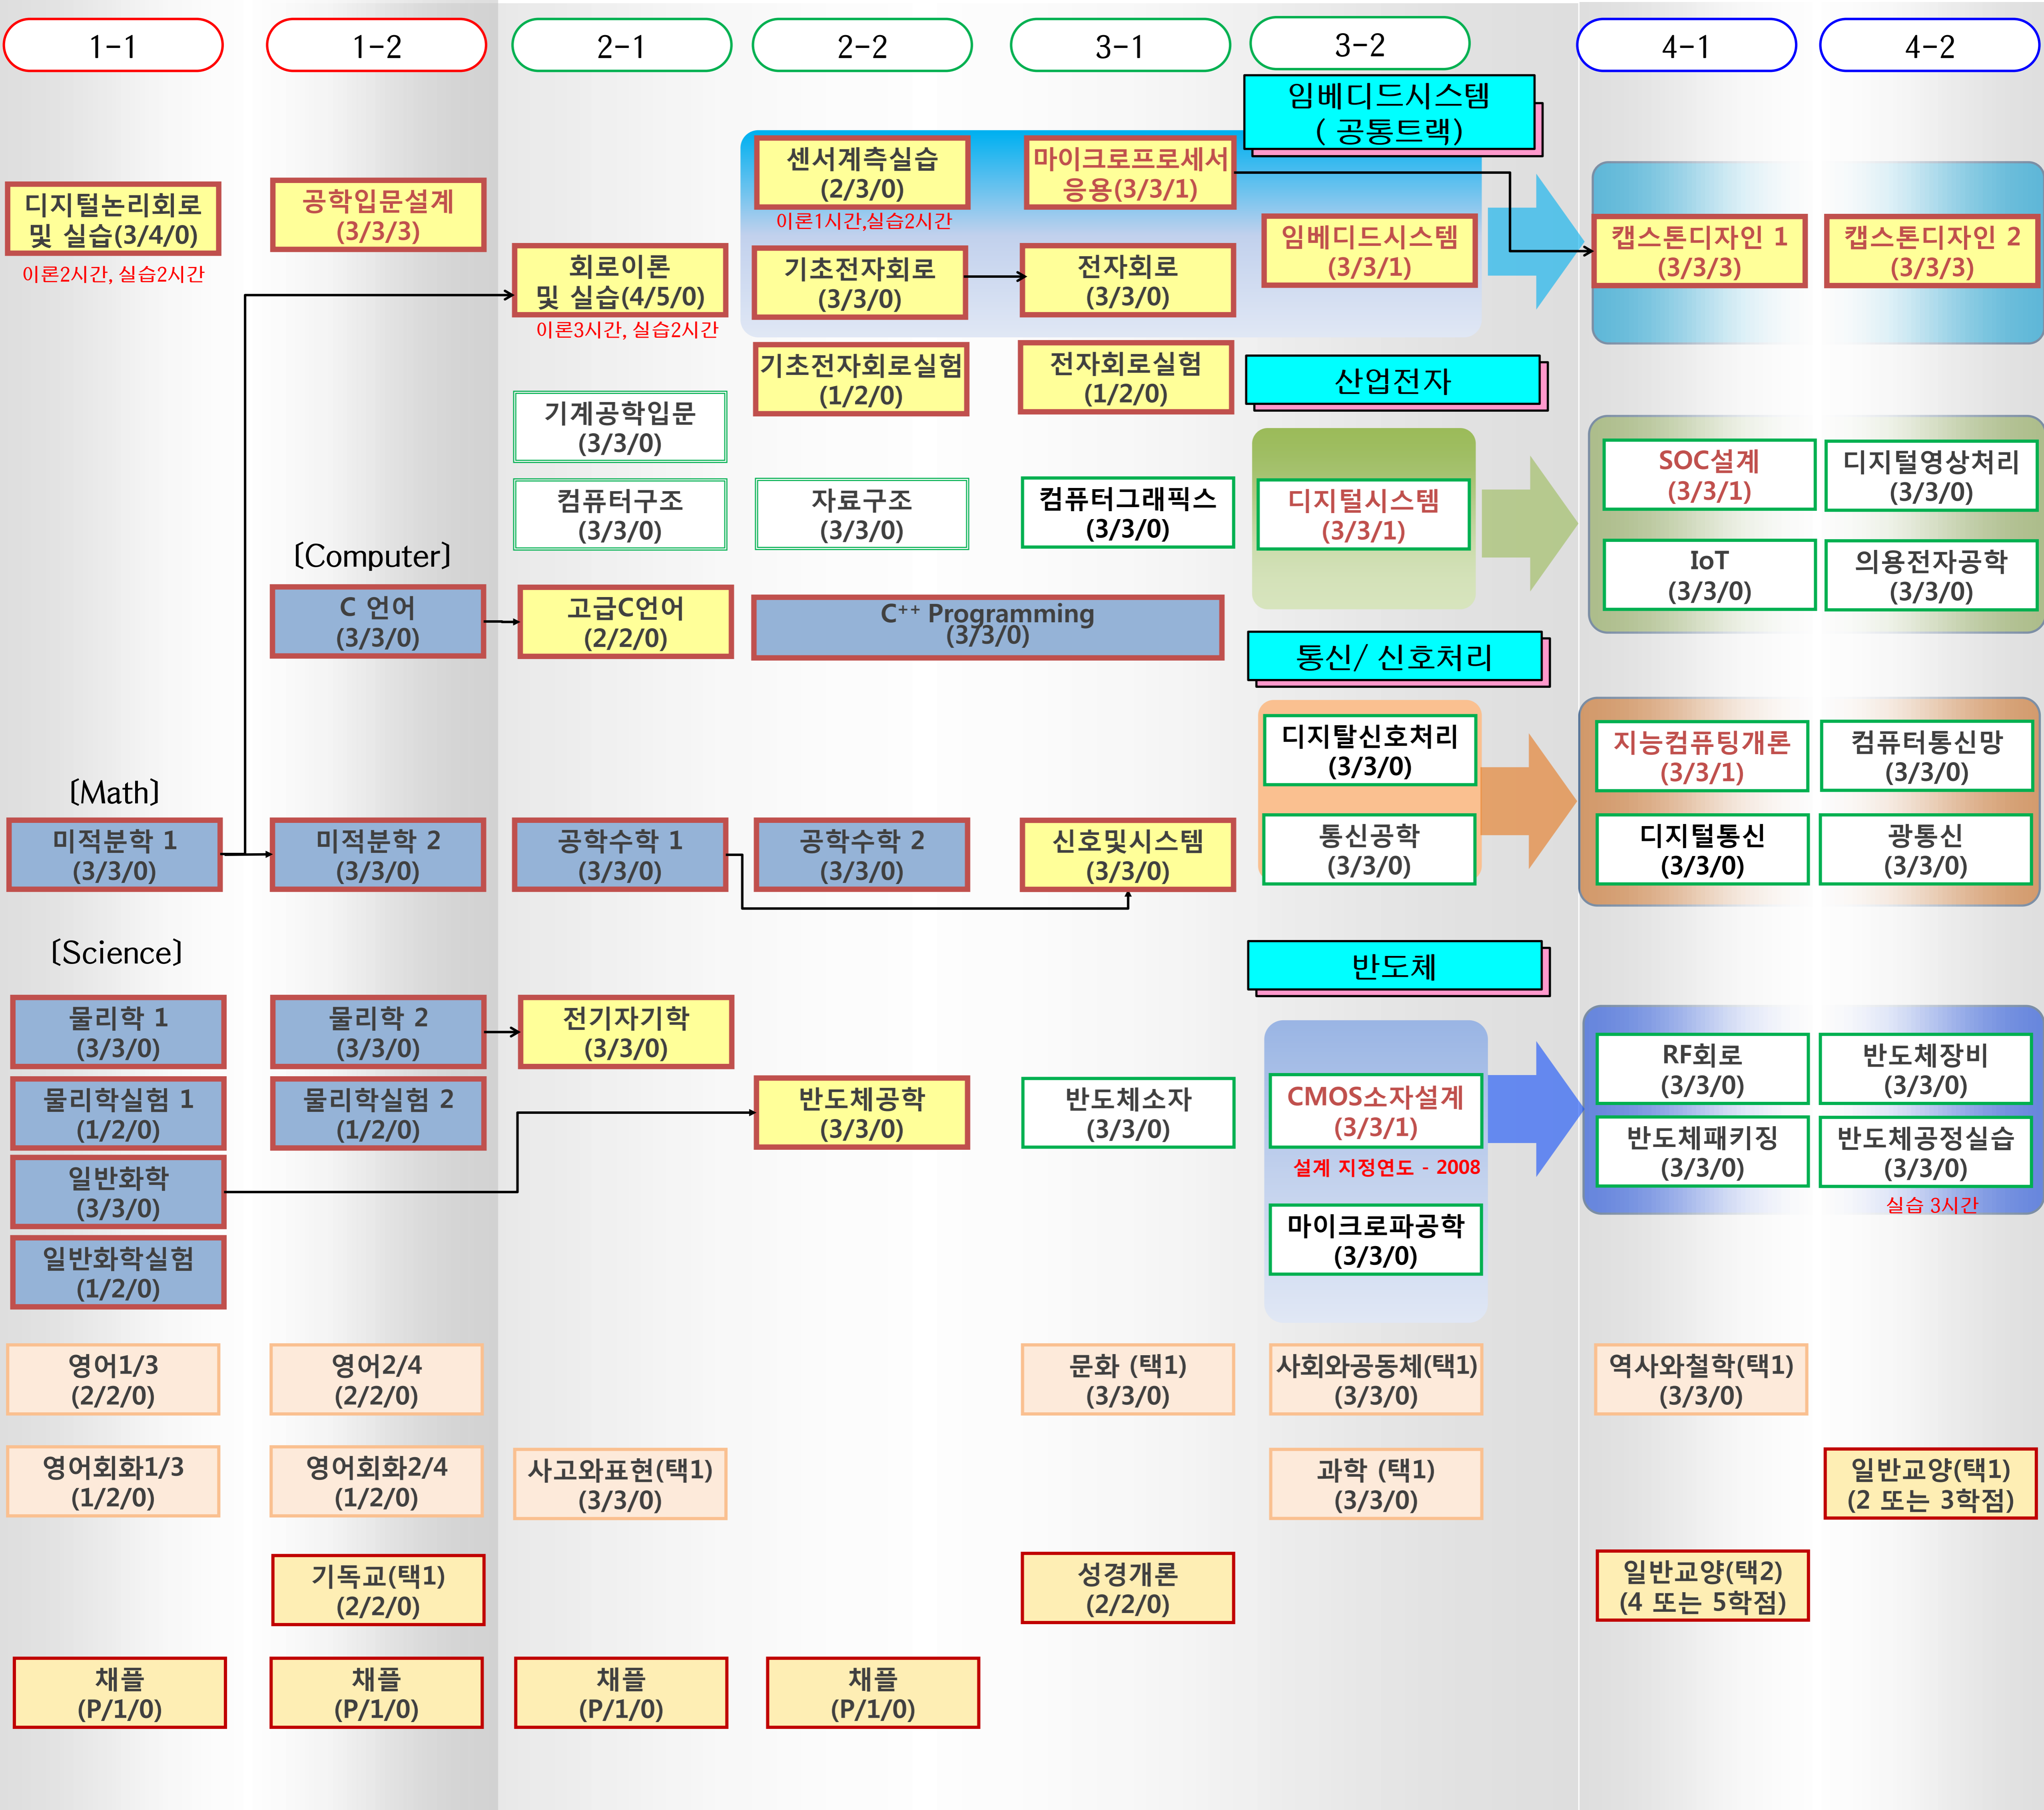 1-1
1-2
2-1
2-2
3-1
3-2
4-1
4-2
임베디드시스템
( 공통트랙)
디지털논리회로
및 실습(3/4/0)
이론2시간, 실습2시간
공학입문설계
(3/3/3)
회로이론
및 실습(4/5/0)
이론3시간, 실습2시간
센서계측실습
(2/3/0)
이론1시간,실습2시간
마이크로프로세서
응용(3/3/1)
기초전자회로
(3/3/0)
전자회로
(3/3/0)
임베디드시스템
(3/3/1)
캡스톤디자인 1
(3/3/3)
캡스톤디자인 2
(3/3/3)
기초전자회로실험
(1/2/0)
전자회로실험
(1/2/0)
산업전자
기계공학입문
(3/3/0)
컴퓨터구조
(3/3/0)
자료구조
(3/3/0)
컴퓨터그래픽스
(3/3/0)
디지털시스템
(3/3/1)
SOC설계
(3/3/1)
디지털영상처리
(3/3/0)
IoT
(3/3/0)
의용전자공학
(3/3/0)
〔Computer〕
C 언어
(3/3/0)
고급C언어
(2/2/0)
C++ Programming
(3/3/0)
통신/ 신호처리
디지탈신호처리
(3/3/0)
통신공학
(3/3/0)
지능컴퓨팅개론
(3/3/1)
컴퓨터통신망
(3/3/0)
디지털통신
(3/3/0)
광통신
(3/3/0)
〔Math〕
미적분학 1
(3/3/0)
미적분학 2
(3/3/0)
공학수학 1
(3/3/0)
공학수학 2
(3/3/0)
신호및시스템
(3/3/0)
〔Science〕
반도체
물리학 1
(3/3/0)
물리학 2
(3/3/0)
전기자기학
(3/3/0)
물리학실험 1
(1/2/0)
물리학실험 2
(1/2/0)
반도체공학
(3/3/0)
반도체소자
(3/3/0)
CMOS소자설계
(3/3/1)
설계 지정연도 - 2008
마이크로파공학
(3/3/0)
RF회로
(3/3/0)
반도체장비
(3/3/0)
반도체패키징
(3/3/0)
반도체공정실습
(3/3/0)
실습 3시간
일반화학
(3/3/0)
일반화학실험
(1/2/0)
영어1/3
(2/2/0)
영어2/4
(2/2/0)
문화 (택1)
(3/3/0)
사회와공동체(택1)
(3/3/0)
역사와철학(택1)
(3/3/0)
영어회화1/3
(1/2/0)
영어회화2/4
(1/2/0)
사고와표현(택1)
(3/3/0)
과학 (택1)
(3/3/0)
일반교양(택1)
(2 또는 3학점)
기독교(택1)
(2/2/0)
성경개론
(2/2/0)
일반교양(택2)
(4 또는 5학점)
채플
(P/1/0)
채플
(P/1/0)
채플
(P/1/0)
채플
(P/1/0)